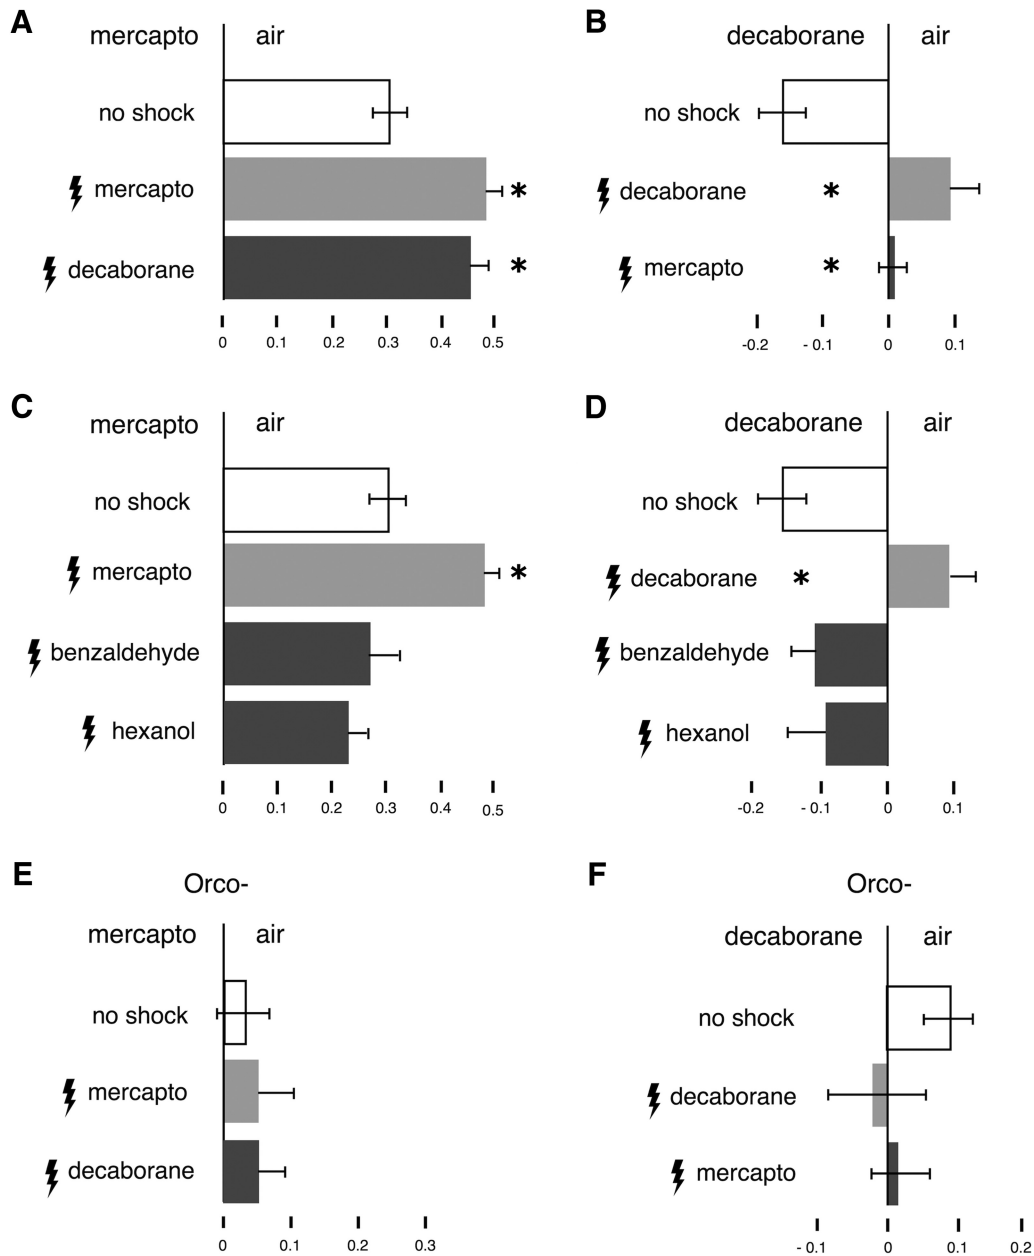 A
mercapto air
no shock
mercapto *
decaborane *
0 0.1 0.2 0.3 0.4 0.5
B
decaborane air
no shock
decaborane *
mercapto *
-0.2 - 0.1 0 0.1
C
mercapto air
no shock
mercapto *
benzaldehyde
hexanol
0 0.1 0.2 0.3 0.4 0.5
D
decaborane air
no shock
decaborane *
benzaldehyde
hexanol
-0.2 - 0.1 0 0.1
E
Orco-
mercapto air
no shock
mercapto
decaborane
0 0.1 0.2 0.3
F
Orco-
decaborane air
no shock
decaborane
mercapto
- 0.1 0 0.1 0.2